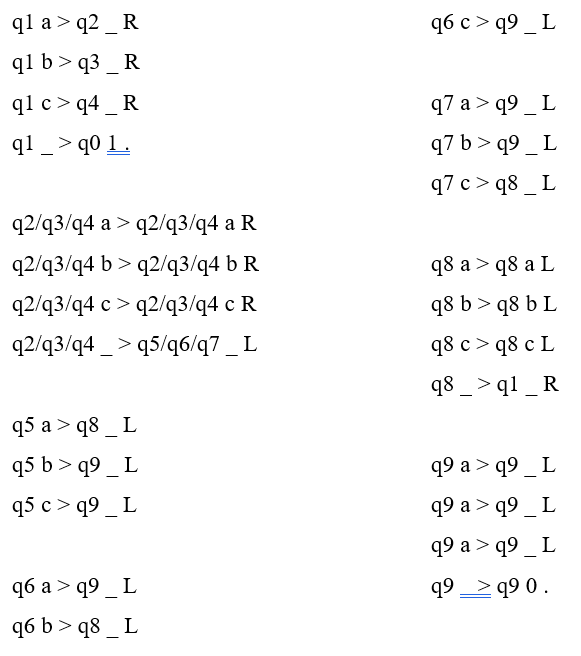 q1 a > q2 _ R
q1 b > q3 _ R
q1 c > q4 _ R
q1 _ > q0 1 .
q2/q3/q4 a > q2/q3/q4 a R
q2/q3/q4 b > q2/q3/q4 b R
q2/q3/q4 c > q2/q3/q4 c R
q2/q3/q4 _ > q5/q6/q7 _ L
q5 a > q8 _ L
q5 b > q9 _ L
q5 c > q9 _ L
q6 a > q9 _ L
q6 b > q8 _ L
q6 c > q9 _ L
q7 a > q9 _ L
q7 b > q9 _ L
q7 c > q8 _ L
q8 a > q8 a L
q8 b > q8 b L
q8 c > q8 c L
q8 _ > q1 _ R
q9 a > q9 _ L
q9 a > q9 _ L
q9 a > q9 _ L
q9 _ > q9 0 .